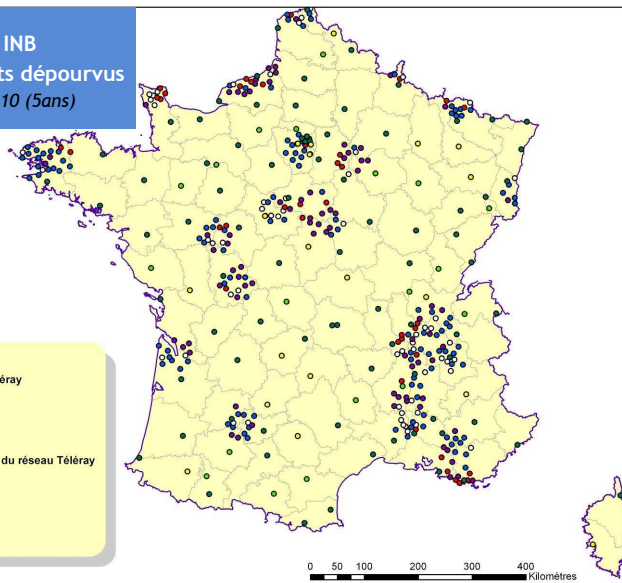 INB
ts dépourvus
10 (5ans)
éray
du réseau Téléray
0 50 100 200 300 400
Kilomètres